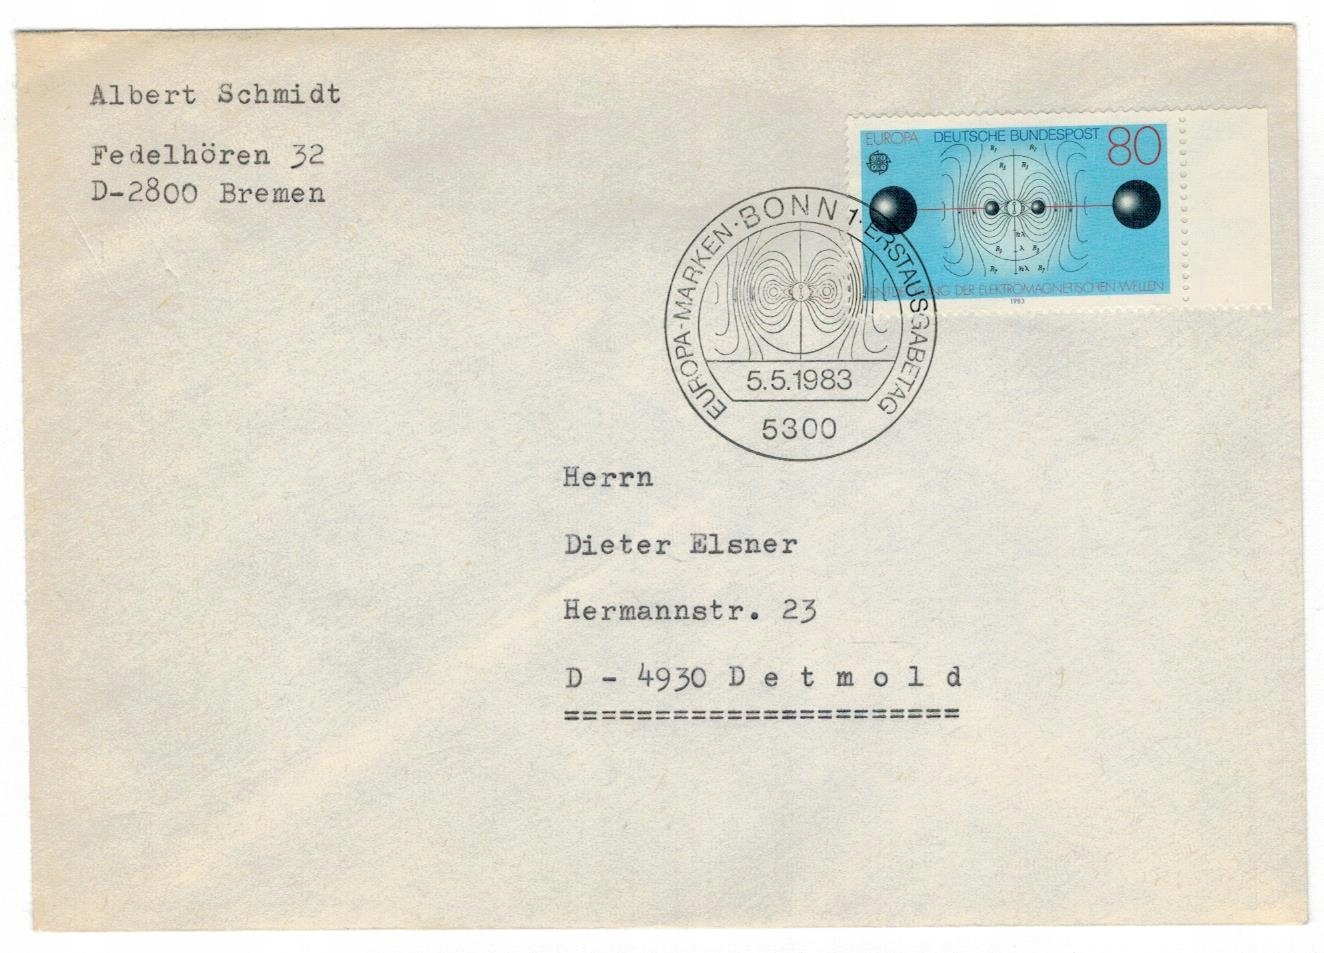 Albert Schmidt
Fedelhören 32
D-2800 Bremen
EUROPA DEUTSCHE BUNDESPOST 80
DER ELEKTROMAGNETISCHEN WELLEN
1983
EUROPA-MARKEN · BONN 1 · ERSTAUSGABETAG
5.5.1983
5300
Herrn
Dieter Elsner
Hermannstr. 23
D - 4930 D e t m o l d
======================